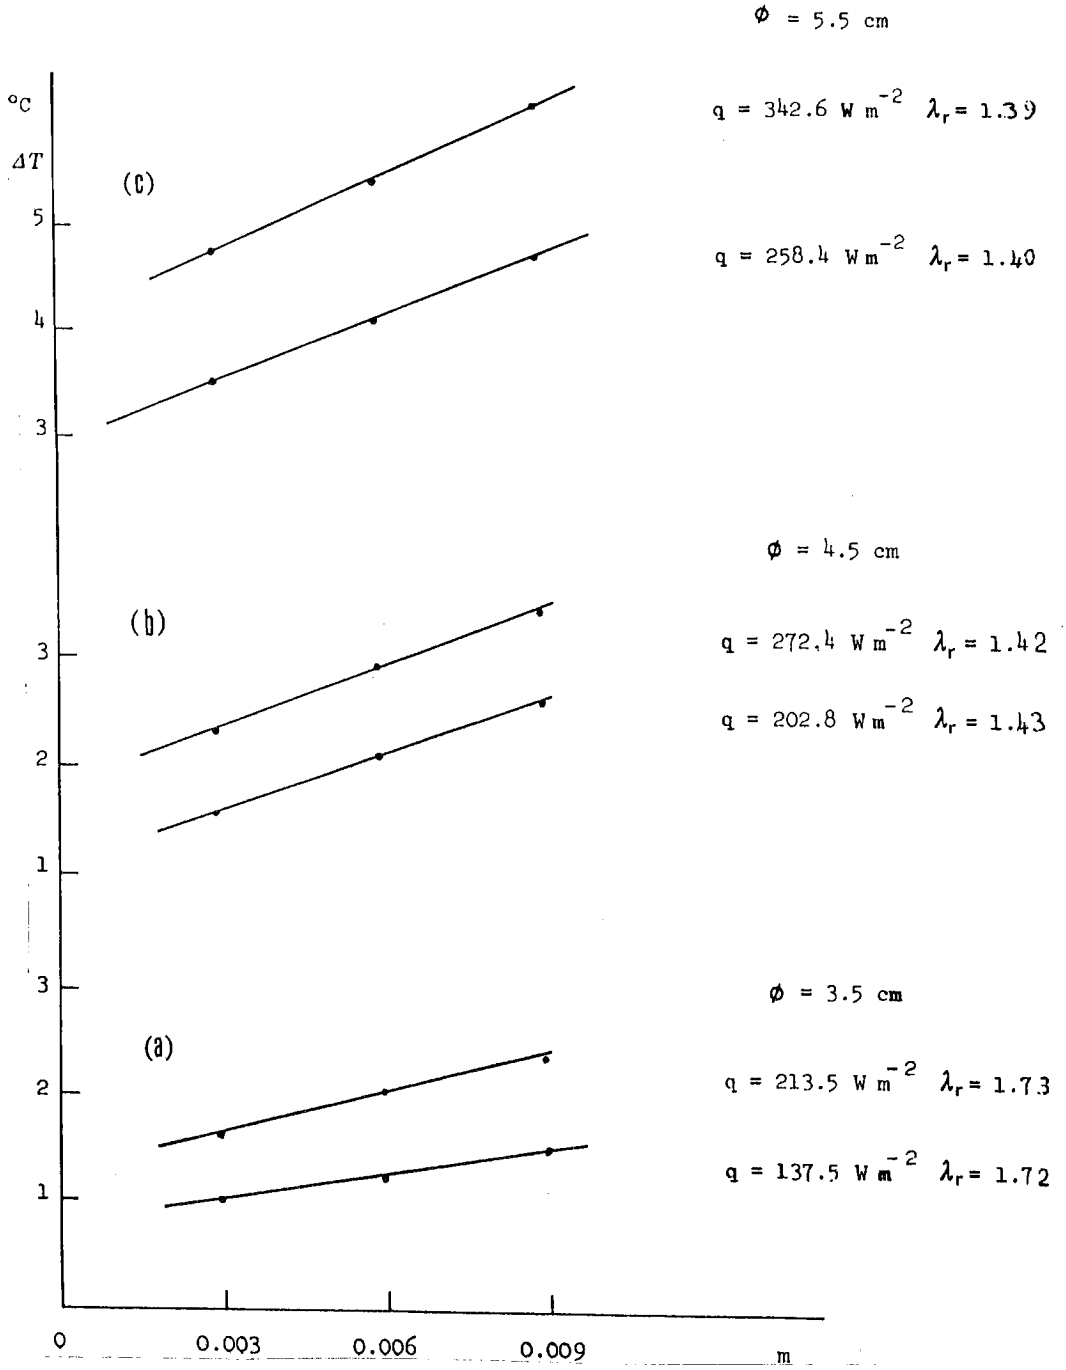 ϕ = 5.5 cm
°C
q = 342.6 W m⁻² λᵣ = 1.39
ΔT
(c)
5
q = 258.4 W m⁻² λᵣ = 1.40
4
3
ϕ = 4.5 cm
(b)
q = 272.4 W m⁻² λᵣ = 1.42
3
q = 202.8 W m⁻² λᵣ = 1.43
2
1
3
ϕ = 3.5 cm
(a)
q = 213.5 W m⁻² λᵣ = 1.73
2
q = 137.5 W m⁻² λᵣ = 1.72
1
0 0.003 0.006 0.009 m